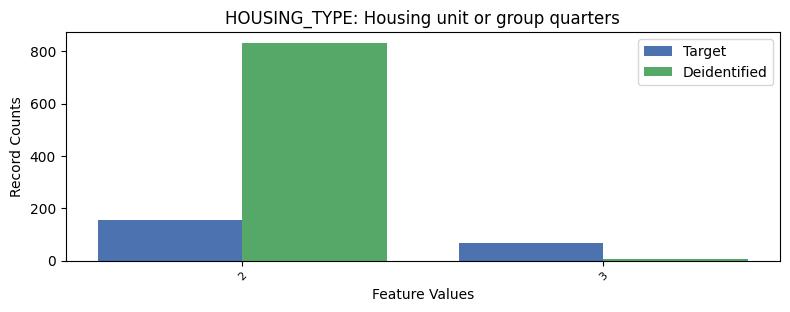 HOUSING_TYPE: Housing unit or group quarters
Target
Deidentified
Record Counts
800
600
400
200
0
2
3
Feature Values